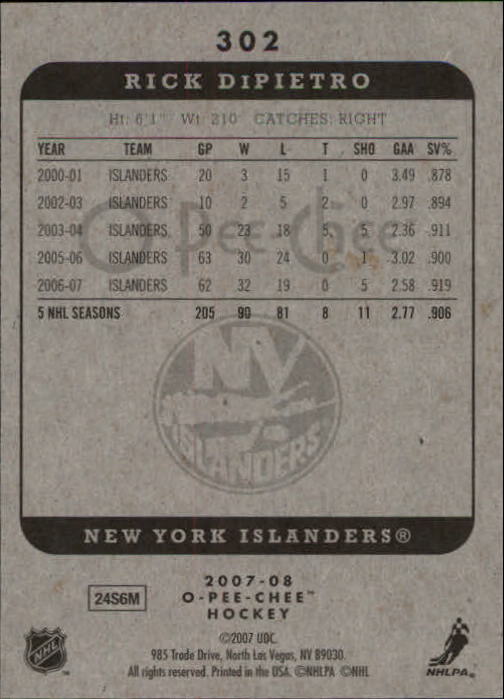 302
RICK DiPIETRO
Ht: 6'1" Wt: 210 CATCHES: RIGHT
YEAR TEAM GP W L T SHO GAA SV%
2000-01 ISLANDERS 20 3 15 1 0 3.49 .878
2002-03 ISLANDERS 10 2 5 2 0 2.97 .894
2003-04 ISLANDERS 50 23 18 5 5 2.36 .911
2005-06 ISLANDERS 63 30 24 0 1 3.02 .900
2006-07 ISLANDERS 62 32 19 0 5 2.58 .919
5 NHL SEASONS 205 90 81 8 11 2.77 .906
O-Pee-Chee
NY
ISLANDERS
NEW YORK ISLANDERS®
2007-08
24S6M O-PEE-CHEE™
HOCKEY
©2007 UDC.
985 Trade Drive, North Las Vegas, NV 89030.
All rights reserved. Printed in the USA. ©NHLPA ©NHL
NHL
NHLPA®